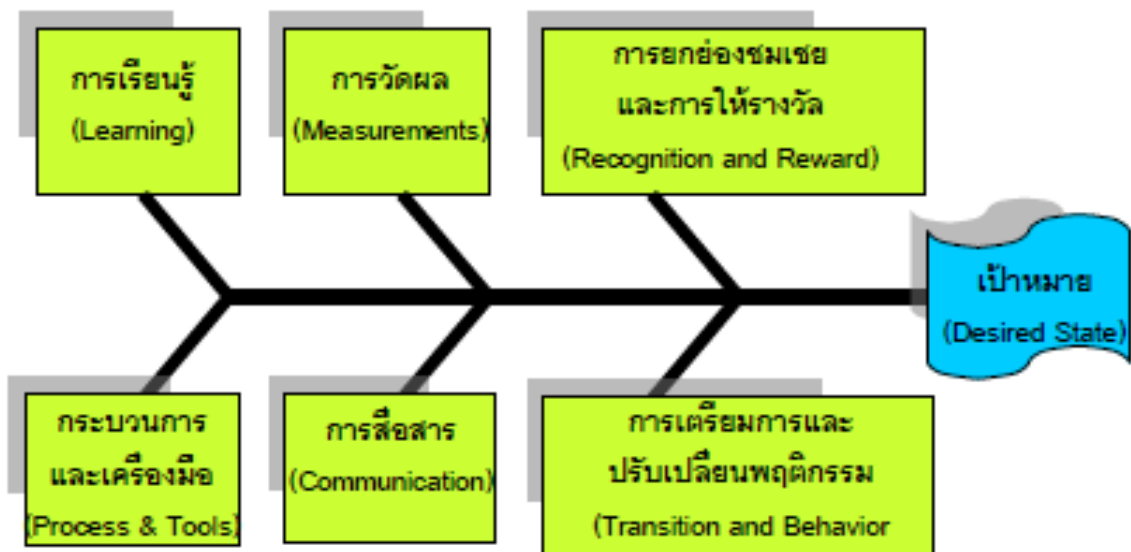 การเรียนรู้
(Learning)
การวัดผล
(Measurements)
การยกย่องชมเชย
และการให้รางวัล
(Recognition and Reward)
เป้าหมาย
(Desired State)
กระบวนการ
และเครื่องมือ
(Process & Tools)
การสื่อสาร
(Communication)
การเตรียมการและ
ปรับเปลี่ยนพฤติกรรม
(Transition and Behavior